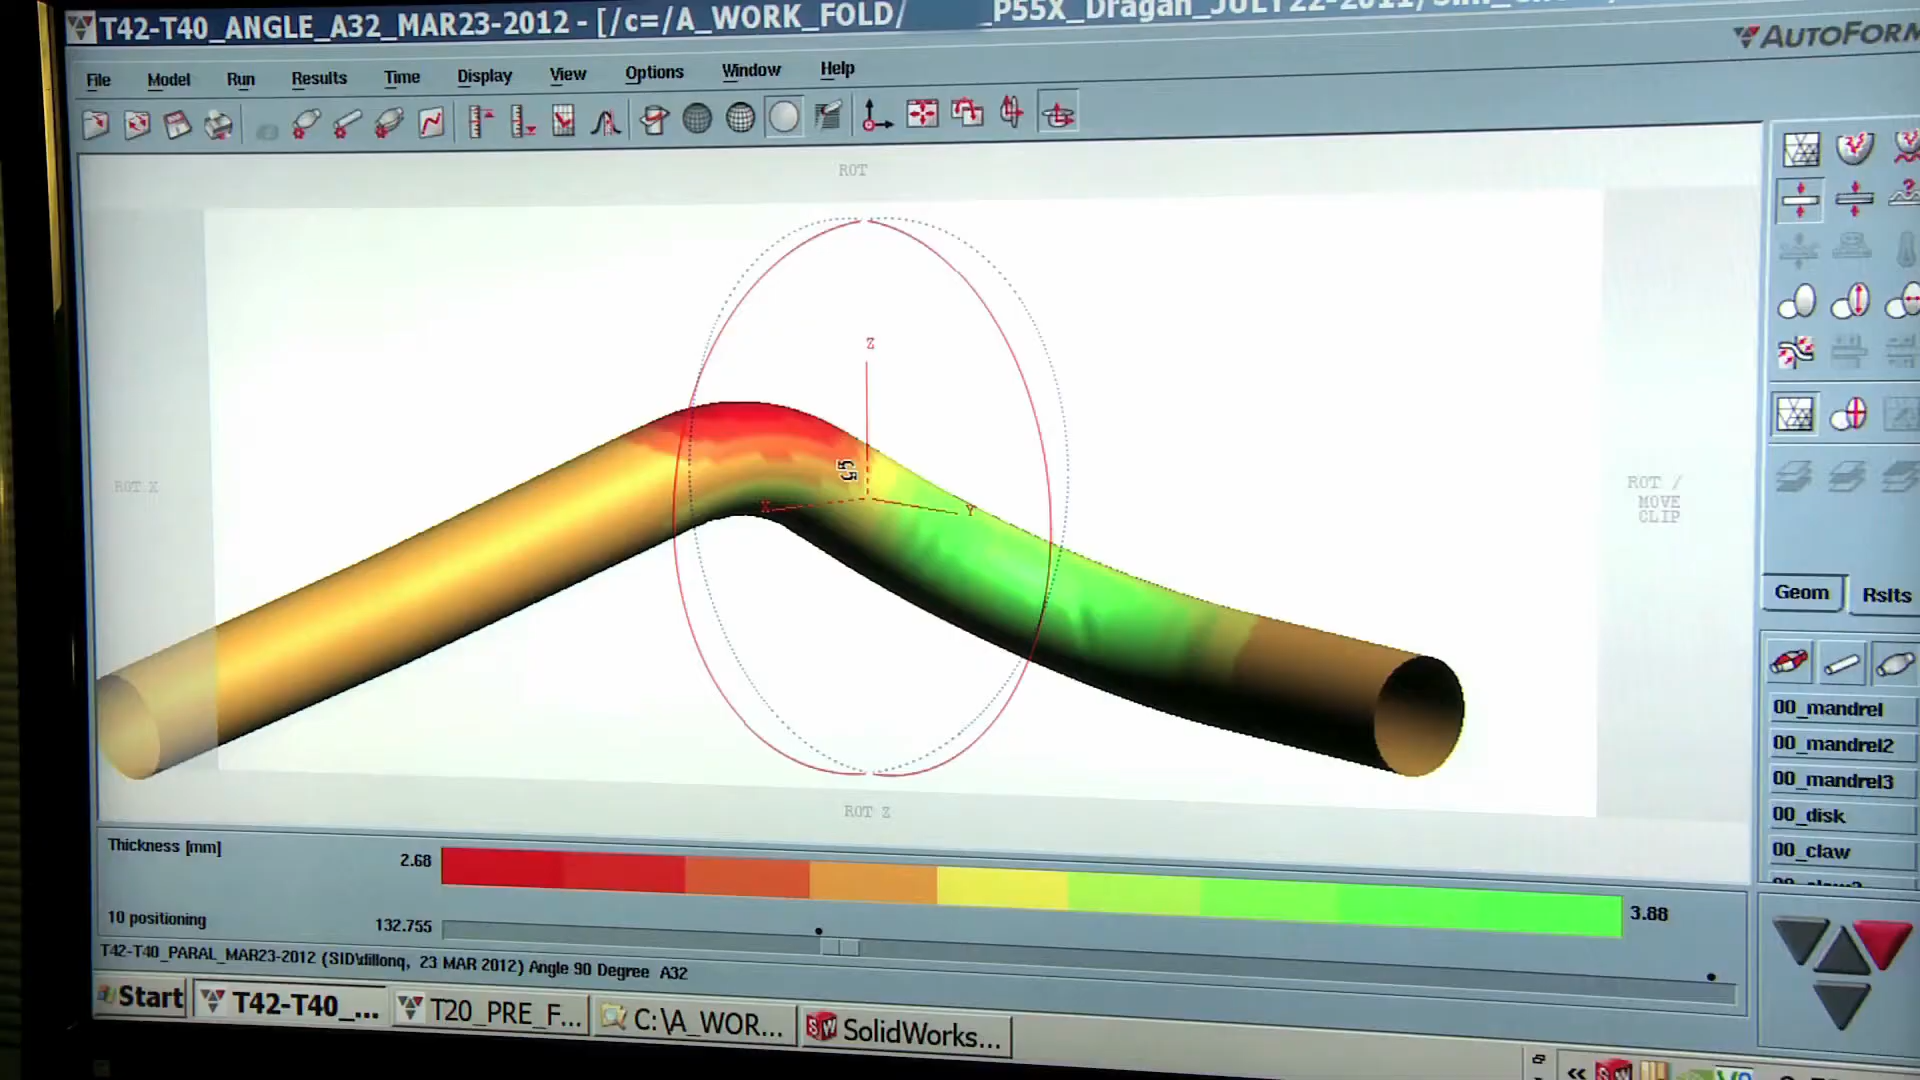 T42-T40_ANGLE_A32_MAR23-2012 - [/c=/A_WORK_FOLD/
AUTOFORM
File Model Run Results Time Display View Options Window Help
ROT
Z
X
Y
ROT X
ROT /
MOVE
CLIP
ROT Z
Geom Rslts
00_mandrel
00_mandrel2
00_mandrel3
00_disk
00_claw
Thickness [mm]
2.68
3.88
10 positioning
132.755
T42-T40_PARAL_MAR23-2012 (SID\dillonq, 23 MAR 2012) Angle 90 Degree A32
Start T42-T40_... T20_PRE_F... C:\A_WOR... SolidWorks...